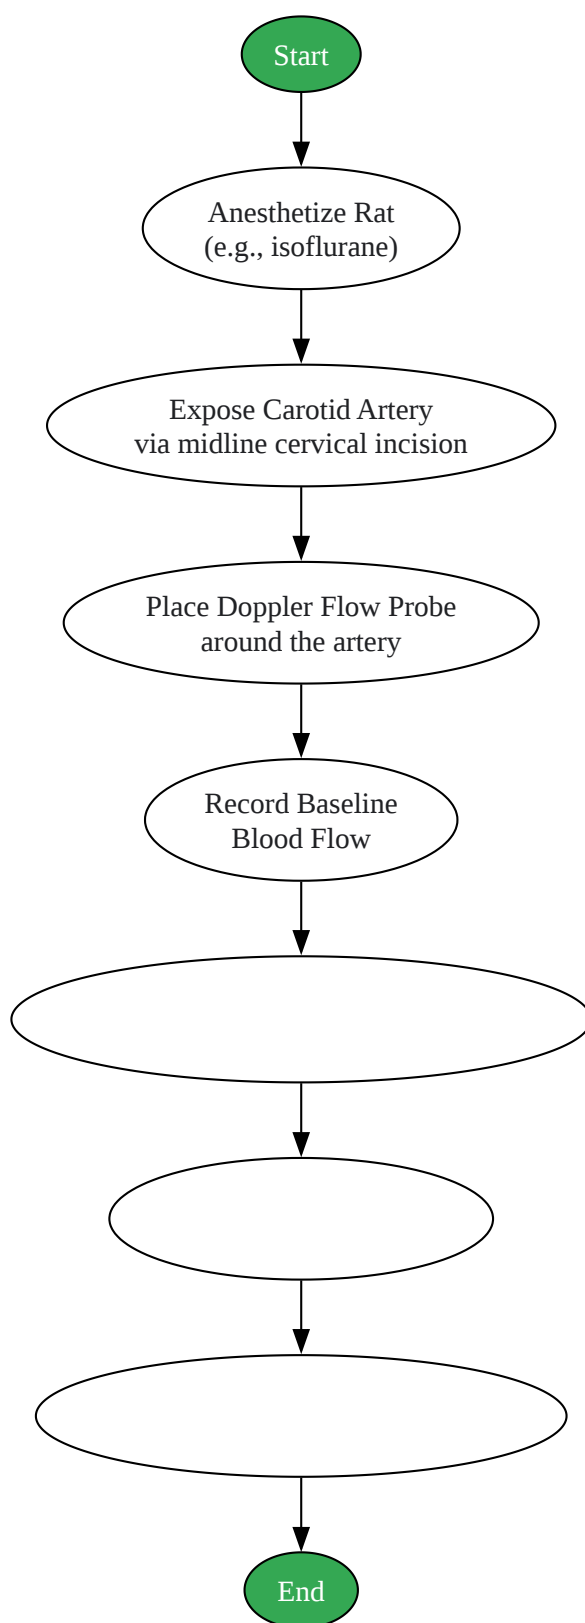 Start
Anesthetize Rat
(e.g., isoflurane)
Expose Carotid Artery
via midline cervical incision
Place Doppler Flow Probe
around the artery
Record Baseline
Blood Flow
End